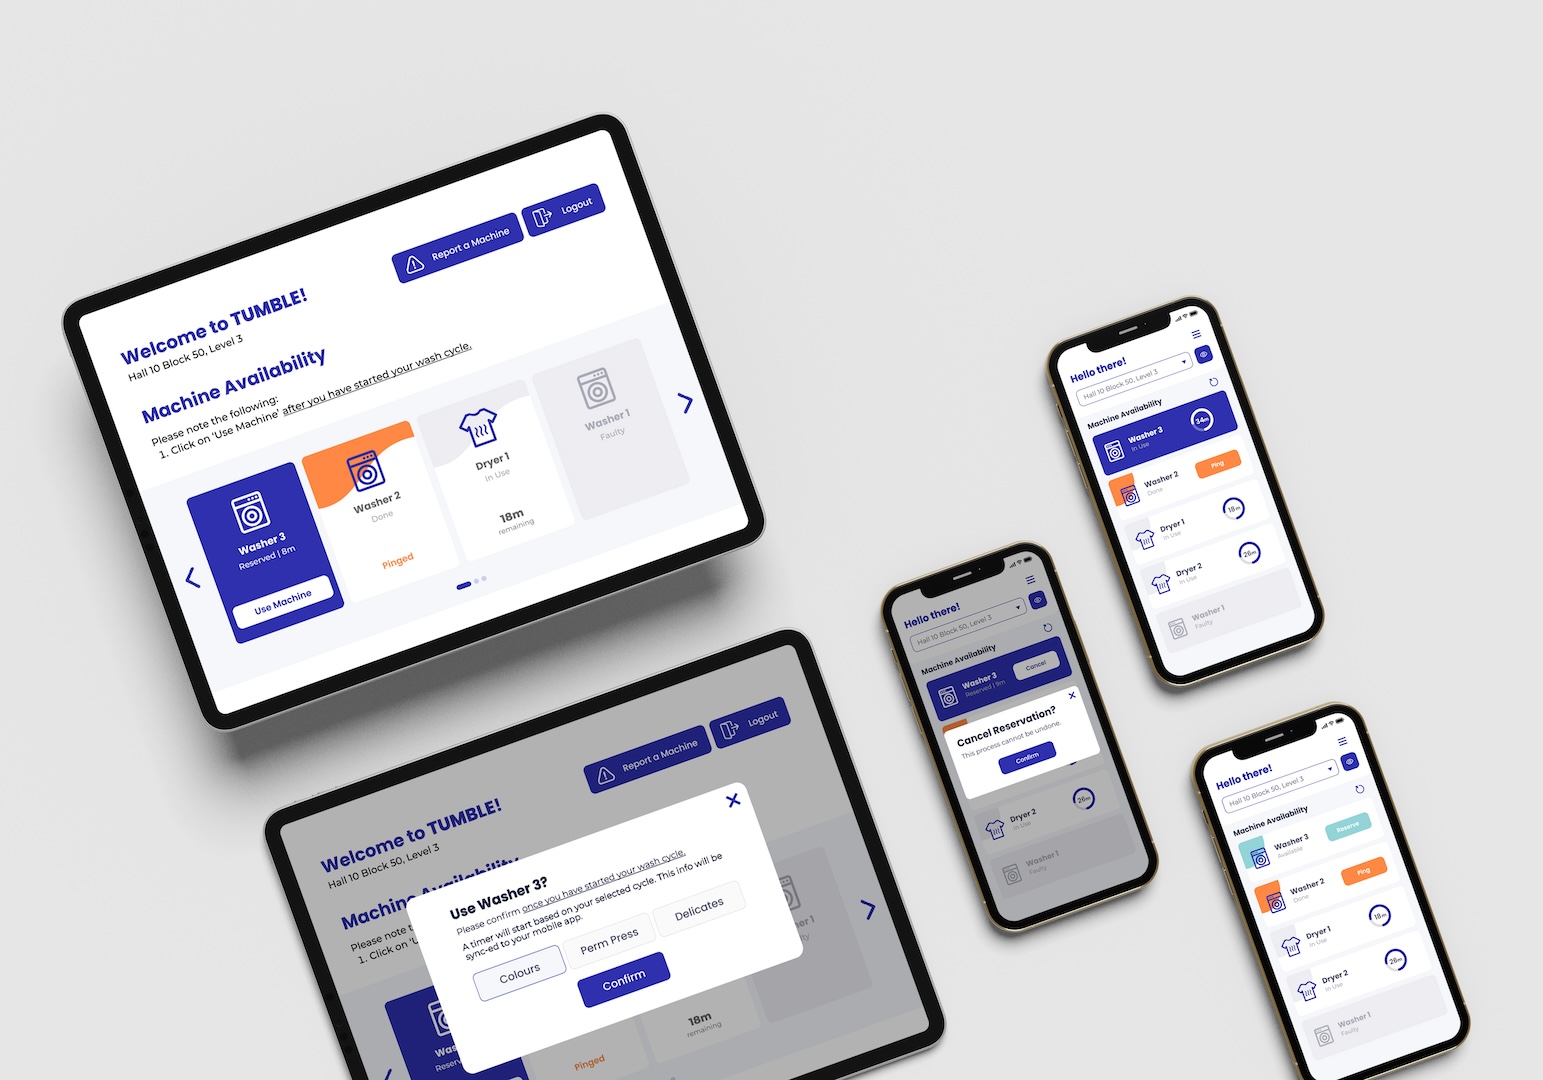 Report a Machine
Logout
Welcome to TUMBLE!
Hall 10 Block 50, Level 3
Machine Availability
Please note the following:
1. Click on ‘Use Machine’ after you have started your wash cycle.
Washer 3
Reserved | 8m
Use Machine
Washer 2
Done
Pinged
Dryer 1
In Use
18m
remaining
Washer 1
Faulty
Report a Machine
Logout
Welcome to TUMBLE!
Hall 10 Block 50, Level 3
Machine Availability
Please note t
1. Click on ‘U
Use Washer 3?
Please confirm once you have started your wash cycle.
A timer will start based on your selected cycle. This info will be
sync-ed to your mobile app.
Colours
Perm Press
Delicates
Confirm
Was
Reser
Pinged
18m
remaining
r 1
ty
Hello there!
Hall 10 Block 50, Level 3
Machine Availability
Washer 3
Reserved | 9m
Cancel
Cancel Reservation?
This process cannot be undone.
Confirm
Dryer 2
In Use
26m
Washer 1
Faulty
Hello there!
Hall 10 Block 50, Level 3
Machine Availability
Washer 3
In Use
34m
Washer 2
Done
Ping
Dryer 1
In Use
18m
Dryer 2
In Use
26m
Washer 1
Faulty
Hello there!
Hall 10 Block 50, Level 3
Machine Availability
Washer 3
Available
Reserve
Washer 2
Done
Ping
Dryer 1
In Use
18m
Dryer 2
In Use
26m
Washer 1
Faulty